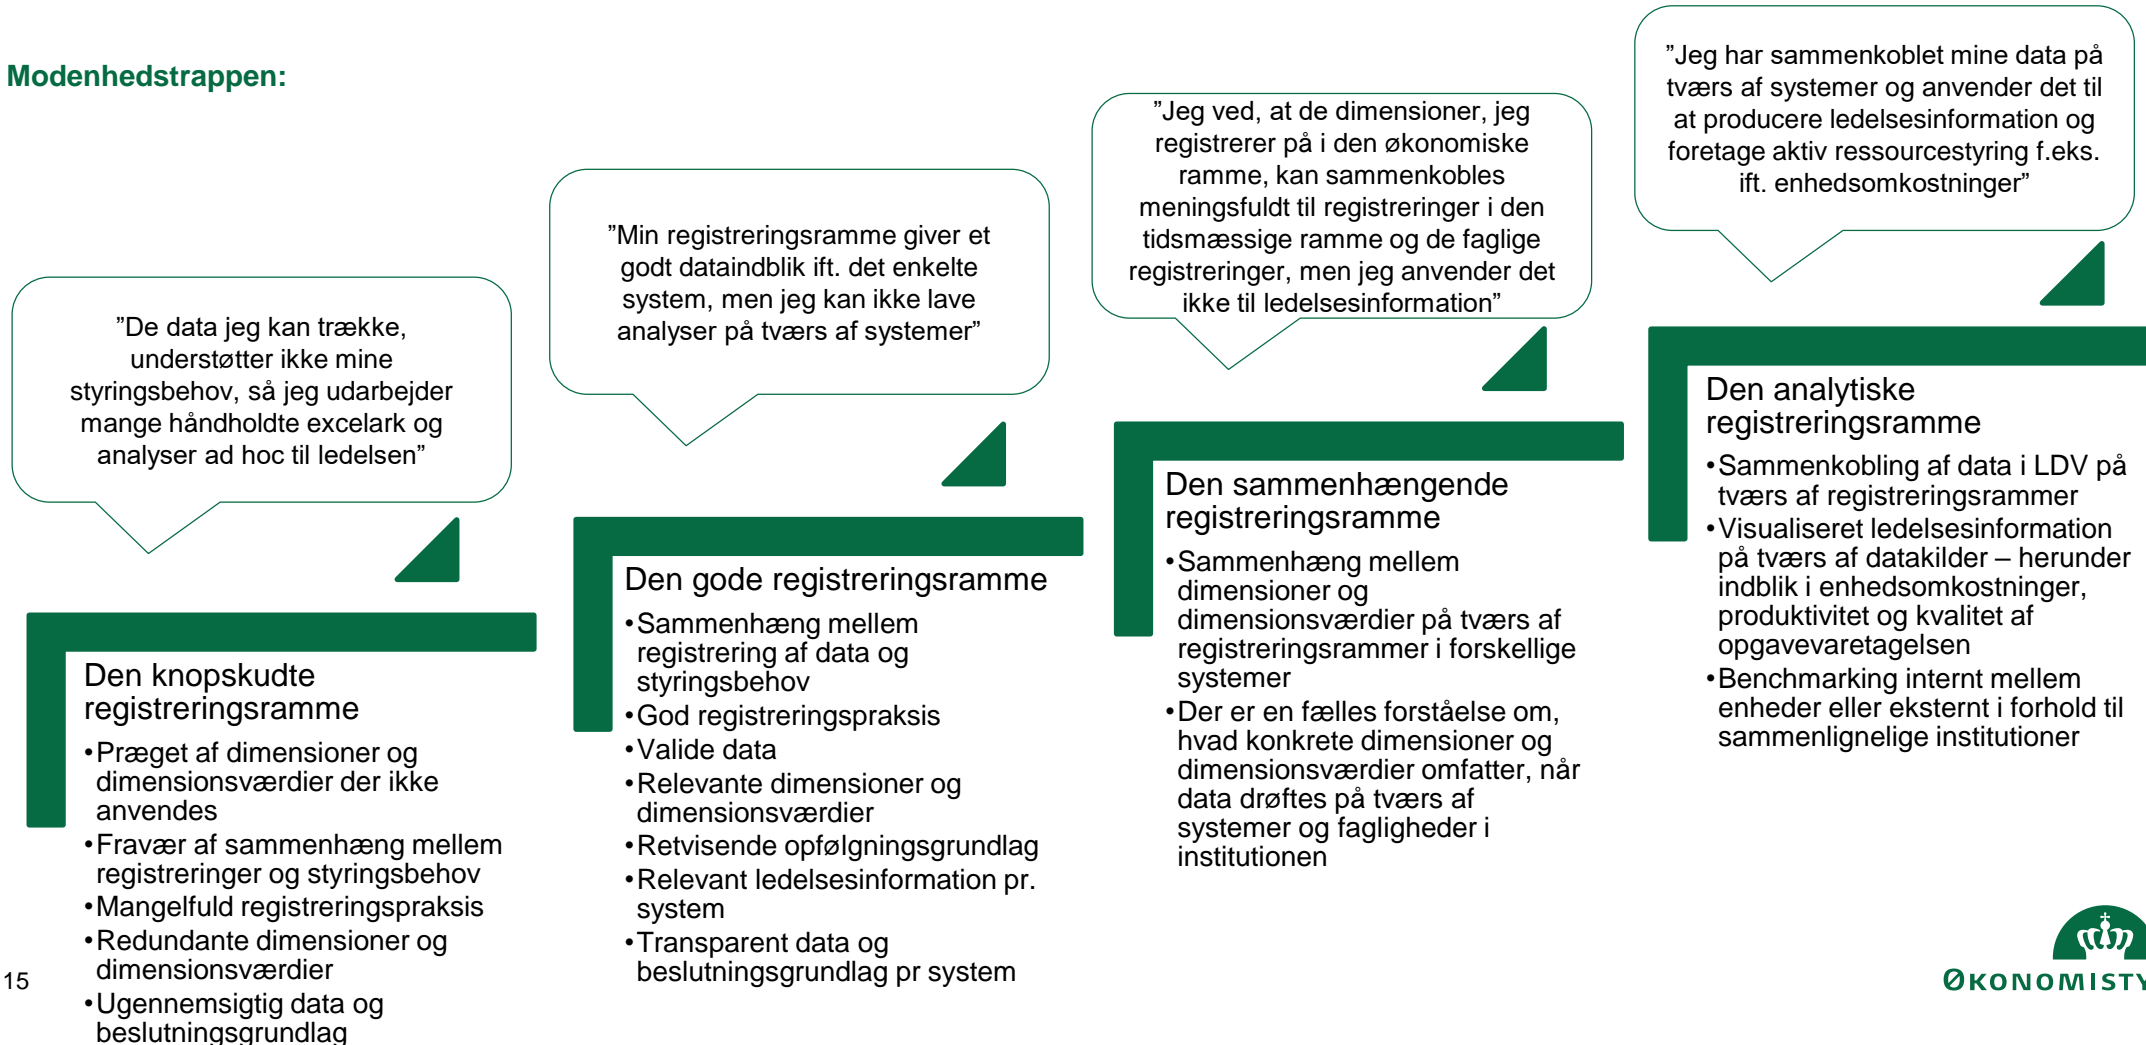 Modenhedstrappen:
”De data jeg kan trække,
understøtter ikke mine
styringsbehov, så jeg udarbejder
mange håndholdte excelark og
analyser ad hoc til ledelsen”
Den knopskudte
registreringsramme
•Præget af dimensioner og
dimensionsværdier der ikke
anvendes
•Fravær af sammenhæng mellem
registreringer og styringsbehov
•Mangelfuld registreringspraksis
•Redundante dimensioner og
dimensionsværdier
•Ugennemsigtig data og
beslutningsgrundlag
”Min registreringsramme giver et
godt dataindblik ift. det enkelte
system, men jeg kan ikke lave
analyser på tværs af systemer”
Den gode registreringsramme
•Sammenhæng mellem
registrering af data og
styringsbehov
•God registreringspraksis
•Valide data
•Relevante dimensioner og
dimensionsværdier
•Retvisende opfølgningsgrundlag
•Relevant ledelsesinformation pr.
system
•Transparent data og
beslutningsgrundlag pr system
”Jeg ved, at de dimensioner, jeg
registrerer på i den økonomiske
ramme, kan sammenkobles
meningsfuldt til registreringer i den
tidsmæssige ramme og de faglige
registreringer, men jeg anvender det
ikke til ledelsesinformation”
Den sammenhængende
registreringsramme
•Sammenhæng mellem
dimensioner og
dimensionsværdier på tværs af
registreringsrammer i forskellige
systemer
•Der er en fælles forståelse om,
hvad konkrete dimensioner og
dimensionsværdier omfatter, når
data drøftes på tværs af
systemer og fagligheder i
institutionen
”Jeg har sammenkoblet mine data på
tværs af systemer og anvender det til
at producere ledelsesinformation og
foretage aktiv ressourcestyring f.eks.
ift. enhedsomkostninger”
Den analytiske
registreringsramme
•Sammenkobling af data i LDV på
tværs af registreringsrammer
•Visualiseret ledelsesinformation
på tværs af datakilder – herunder
indblik i enhedsomkostninger,
produktivitet og kvalitet af
opgavevaretagelsen
•Benchmarking internt mellem
enheder eller eksternt i forhold til
sammenlignelige institutioner
15
ØKONOMISTY